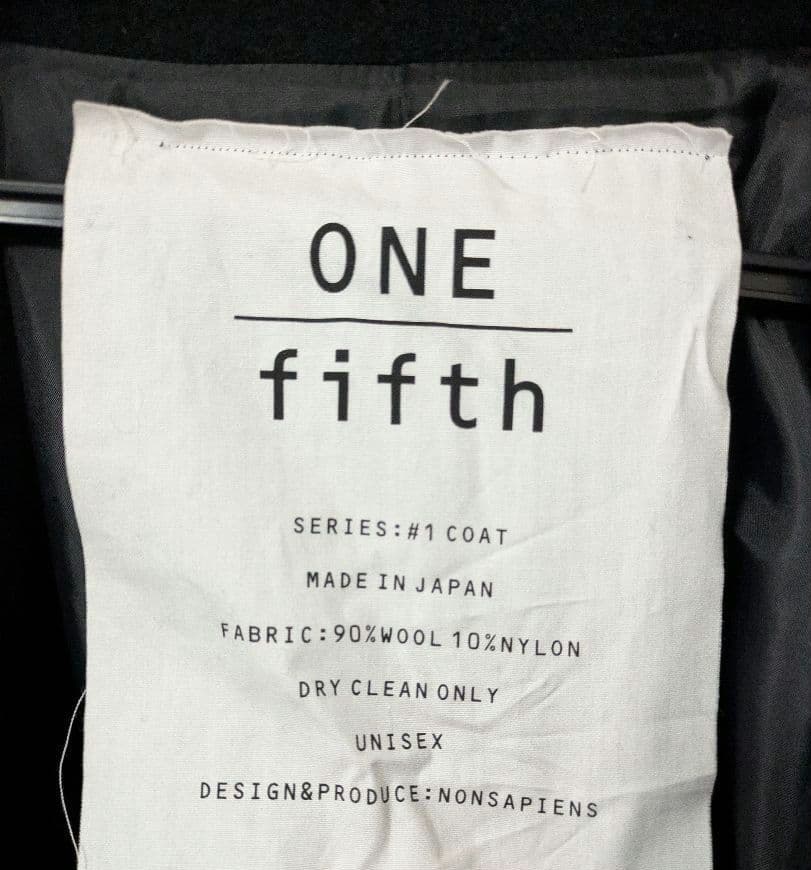 ONE
fifth
SERIES:#1 COAT
MADE IN JAPAN
FABRIC:90%WOOL 10%NYLON
DRY CLEAN ONLY
UNISEX
DESIGN&PRODUCE:NONSAPIENS